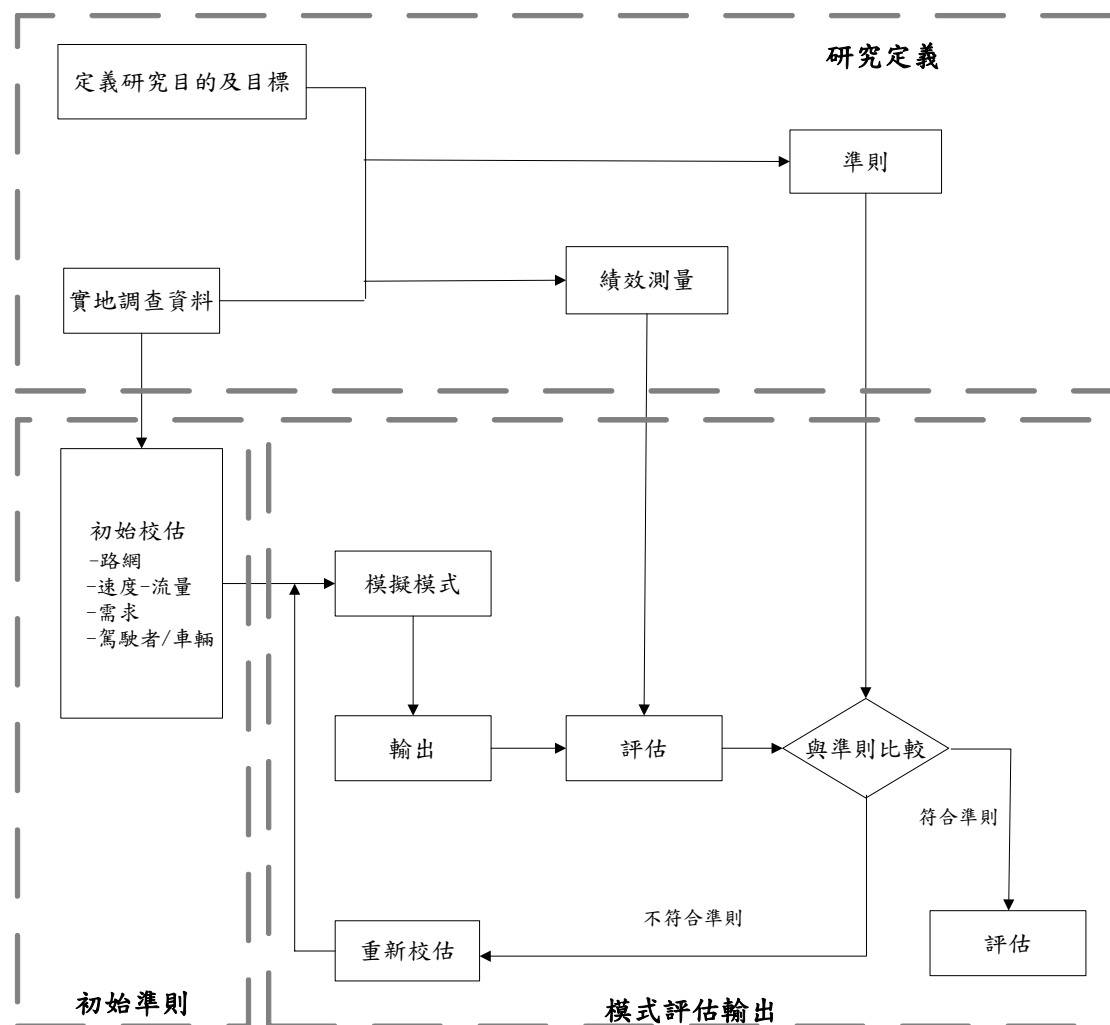 研究定義
定義研究目的及目標
準則
績效測量
實地調查資料
初始校估
-路網
-速度-流量
-需求
-駕駛者/車輛
模擬模式
輸出
評估
與準則比較
符合準則
不符合準則
重新校估
評估
初始準則
模式評估輸出